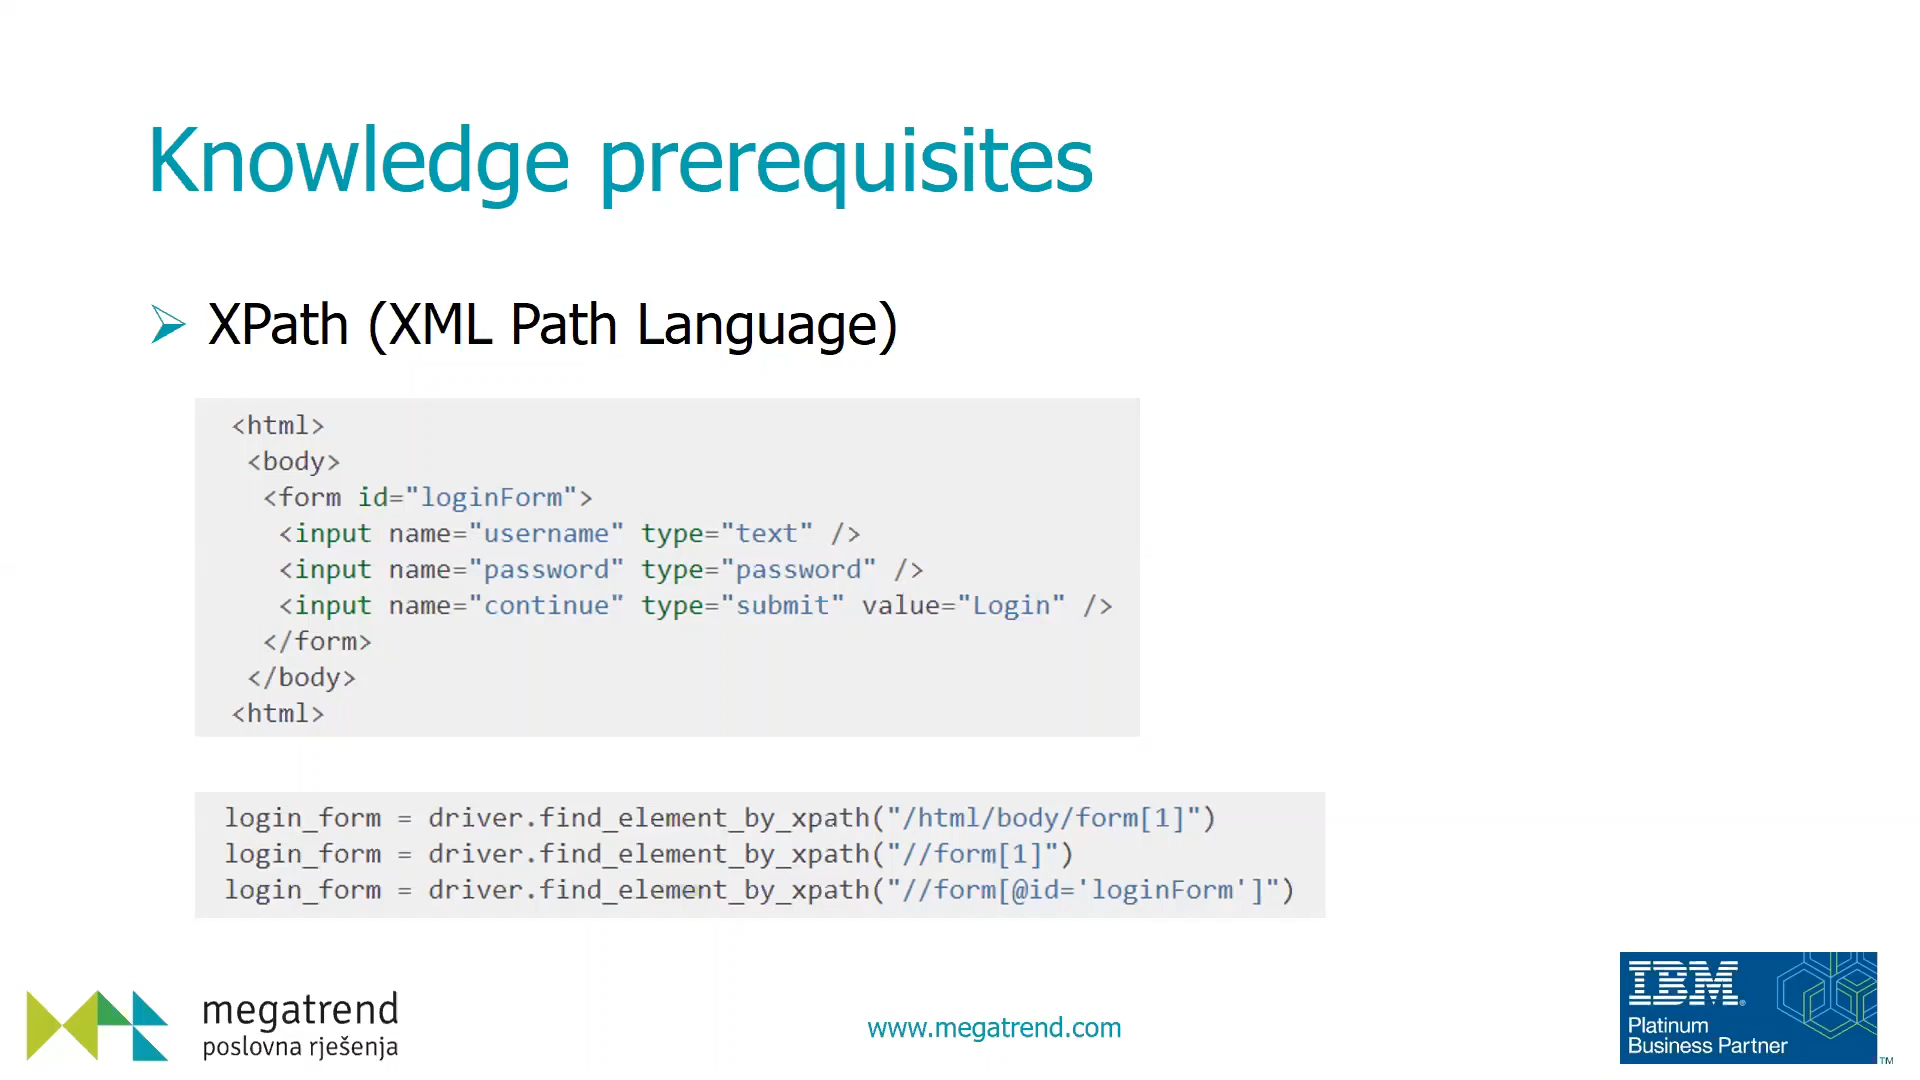 Knowledge prerequisites
XPath (XML Path Language)
<html>
<body>
<form id="loginForm">
<input name="username" type="text" />
<input name="password" type="password" />
<input name="continue" type="submit" value="Login" />
</form>
</body>
<html>
login_form = driver.find_element_by_xpath("/html/body/form[1]")
login_form = driver.find_element_by_xpath("//form[1]")
login_form = driver.find_element_by_xpath("//form[@id='loginForm']")
megatrend
poslovna rješenja
www.megatrend.com
IBM®
Platinum
Business Partner
™